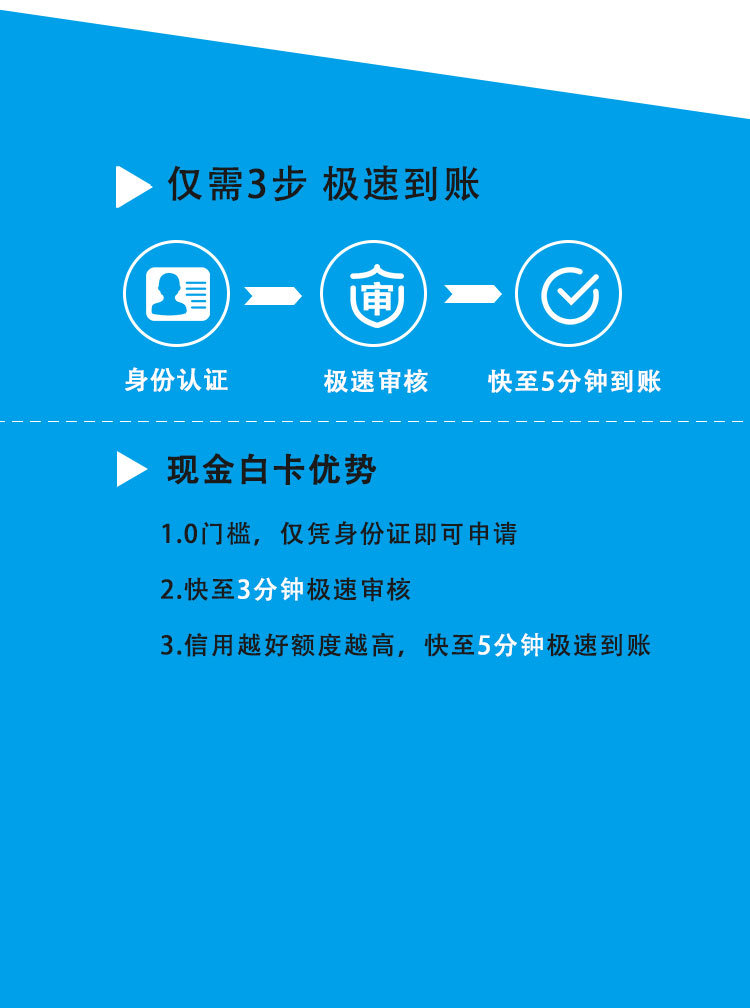 仅需3步 极速到账
审
身份认证 极速审核 快至5分钟到账
现金白卡优势
1.0门槛，仅凭身份证即可申请
2.快至3分钟极速审核
3.信用越好额度越高，快至5分钟极速到账